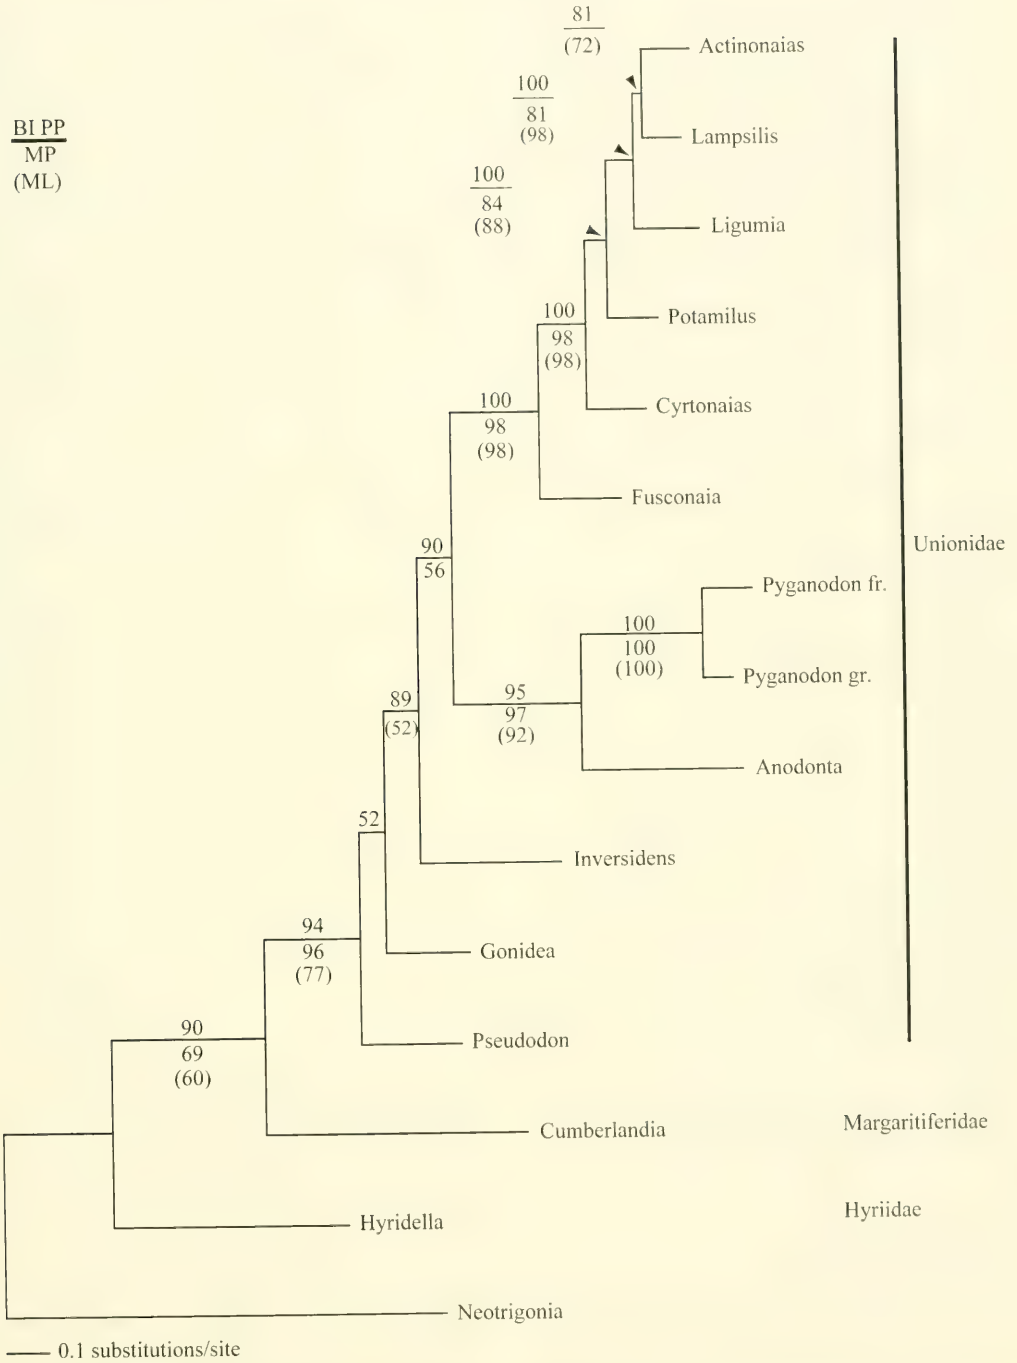 81
(72)
Actinonaias
100
81
(98)
BI PP
MP
(ML)
Lampsilis
100
84
(88)
Ligumia
100
98
(98)
Potamilus
100
98
(98)
Cyrtonaias
Fusconaia
90
56
Unionidae
Pyganodon fr.
100
100
(100)
Pyganodon gr.
89
(52)
95
97
(92)
Anodonta
52
Inversidens
94
96
(77)
Gonidea
90
69
(60)
Pseudodon
Cumberlandia
Margaritiferidae
Hyridella
Hyriidae
Neotrigonia
0.1 substitutions/site